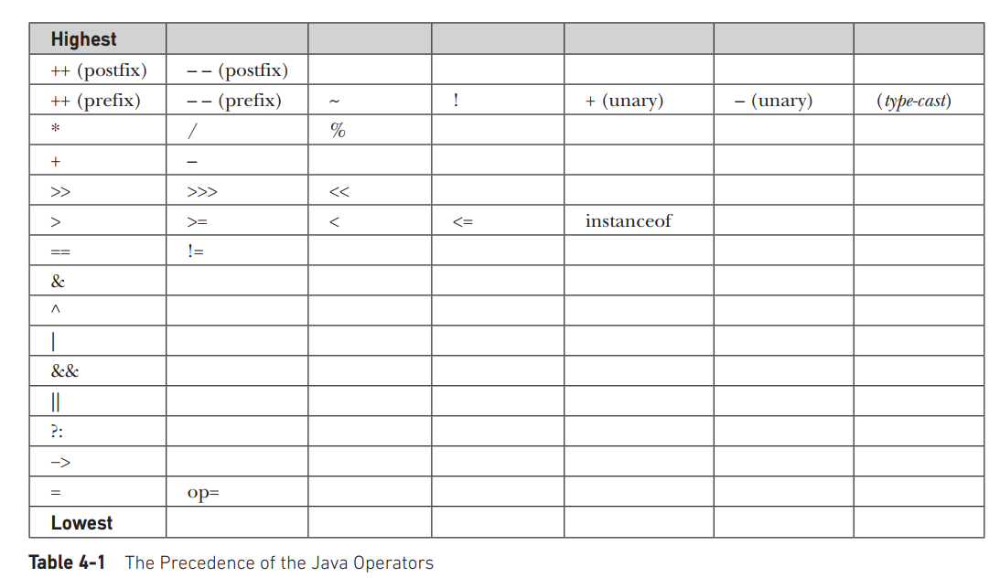 Highest
++ (postfix) – – (postfix)
++ (prefix) – – (prefix) ~ ! + (unary) – (unary) (type-cast)
* / %
+ –
>> >>> <<
> >= < <= instanceof
== !=
&
^
|
&&
||
?:
–>
= op=
Lowest
Table 4-1 The Precedence of the Java Operators